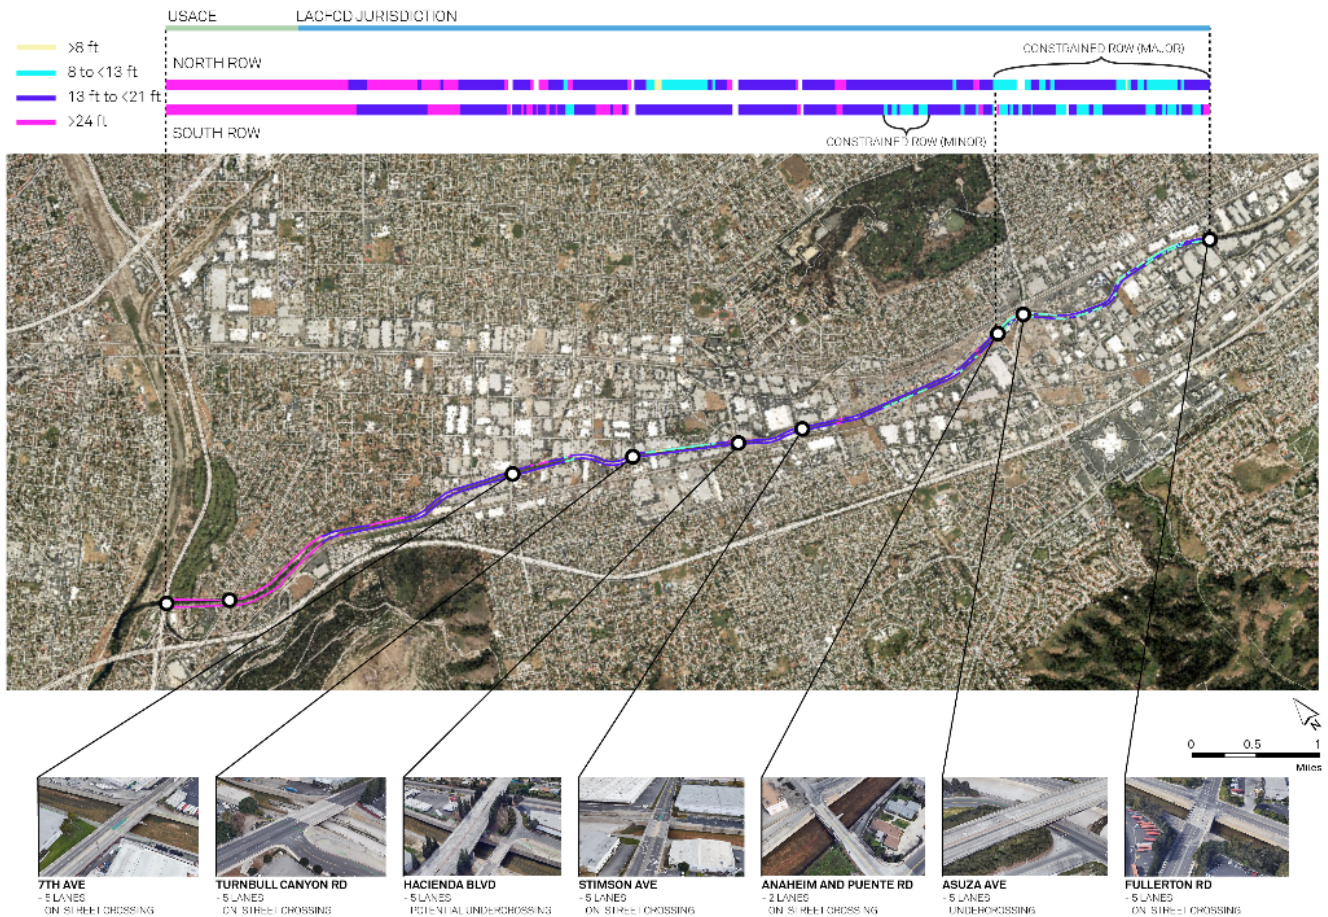 USACE
LACFCD JURISDICTION
>8 ft
8 to <13 ft
13 ft to <21 ft
>24 ft
NORTH ROW
CONSTRAINED ROW (MAJOR)
SOUTH ROW
CONSTRAINED ROW (MINOR)
N
0 0.5 1
Miles
7TH AVE
- 5 LANES
ON STREET CROSSING
TURNBULL CANYON RD
- 5 LANES
ON STREET CROSSING
HACIENDA BLVD
- 5 LANES
POTENTIAL UNDERCROSSING
STIMSON AVE
- 5 LANES
ON STREET CROSSING
ANAHEIM AND PUENTE RD
- 2 LANES
ON STREET CROSSING
ASUZA AVE
- 5 LANES
UNDERCROSSING
FULLERTON RD
- 5 LANES
ON STREET CROSSING